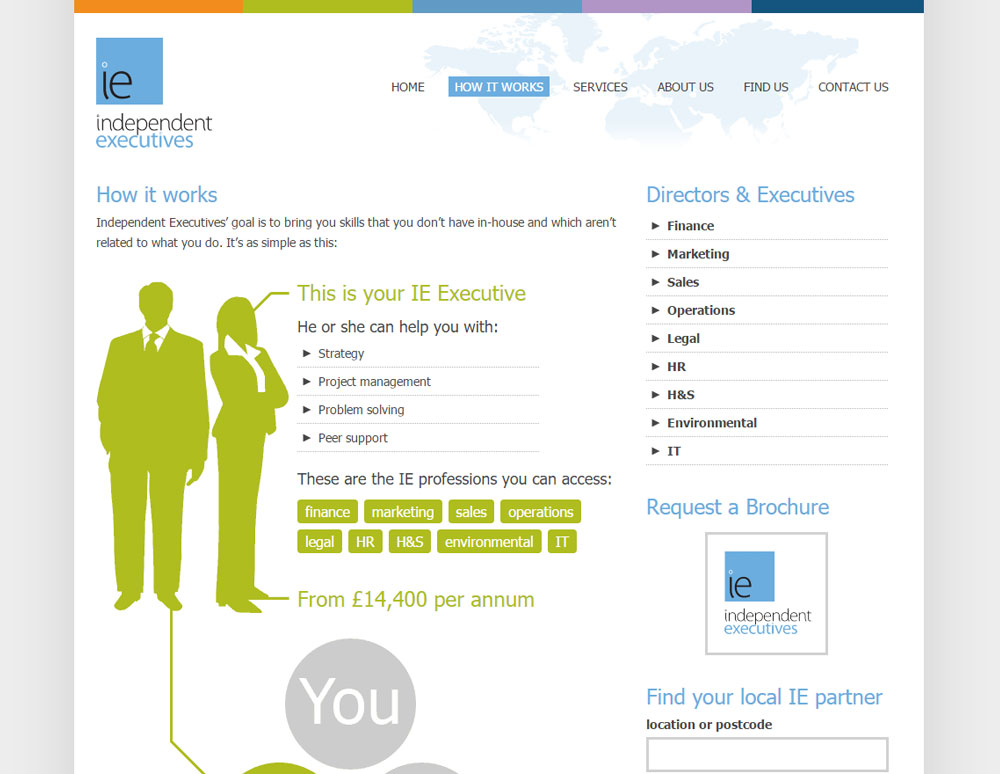 ie
independent
executives
HOME HOW IT WORKS SERVICES ABOUT US FIND US CONTACT US
How it works
Independent Executives’ goal is to bring you skills that you don’t have in-house and which aren’t
related to what you do. It’s as simple as this:
This is your IE Executive
He or she can help you with:
Strategy
Project management
Problem solving
Peer support
These are the IE professions you can access:
finance marketing sales operations
legal HR H&S environmental IT
From £14,400 per annum
You
Directors & Executives
Finance
Marketing
Sales
Operations
Legal
HR
H&S
Environmental
IT
Request a Brochure
ie
independent
executives
Find your local IE partner
location or postcode